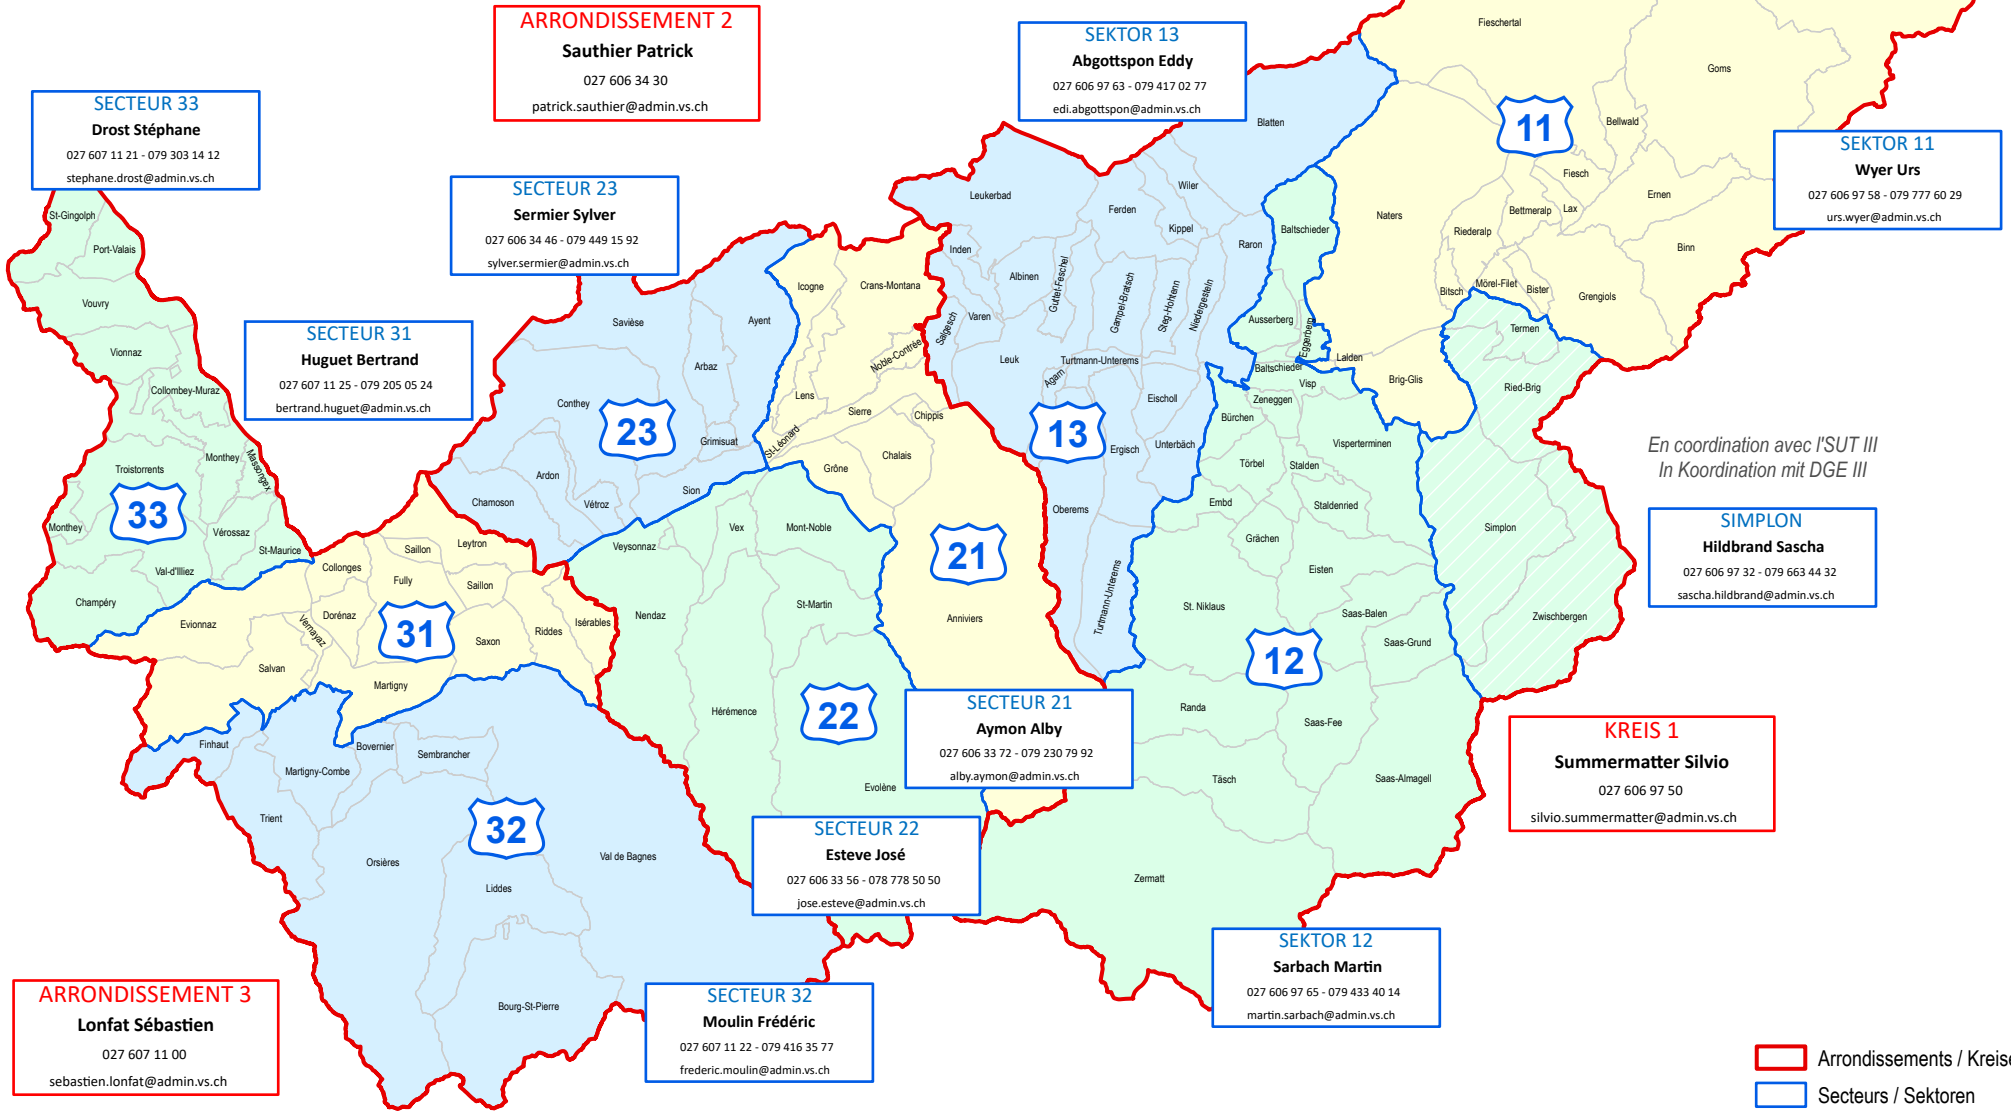 ARRONDISSEMENT 2
Sauthier Patrick
027 606 34 30
patrick.sauthier@admin.vs.ch
SEKTOR 13
Abgottspon Eddy
027 606 97 63 - 079 417 02 77
edi.abgottspon@admin.vs.ch
SECTEUR 33
Drost Stéphane
027 607 11 21 - 079 303 14 12
stephane.drost@admin.vs.ch
SEKTOR 11
Wyer Urs
027 606 97 58 - 079 777 60 29
urs.wyer@admin.vs.ch
SECTEUR 23
Sermier Sylver
027 606 34 46 - 079 449 15 92
sylver.sermier@admin.vs.ch
SECTEUR 31
Huguet Bertrand
027 607 11 25 - 079 205 05 24
bertrand.huguet@admin.vs.ch
En coordination avec l'SUT III
In Koordination mit DGE III
SIMPLON
Hildbrand Sascha
027 606 97 32 - 079 663 44 32
sascha.hildbrand@admin.vs.ch
SECTEUR 21
Aymon Alby
027 606 33 72 - 079 230 79 92
alby.aymon@admin.vs.ch
KREIS 1
Summermatter Silvio
027 606 97 50
silvio.summermatter@admin.vs.ch
SECTEUR 22
Esteve José
027 606 33 56 - 078 778 50 50
jose.esteve@admin.vs.ch
SEKTOR 12
Sarbach Martin
027 606 97 65 - 079 433 40 14
martin.sarbach@admin.vs.ch
ARRONDISSEMENT 3
Lonfat Sébastien
027 607 11 00
sebastien.lonfat@admin.vs.ch
SECTEUR 32
Moulin Frédéric
027 607 11 22 - 079 416 35 77
frederic.moulin@admin.vs.ch
Arrondissements / Kreise
Secteurs / Sektoren
33
St-Gingolph
Port-Valais
Vouvry
Vionnaz
Collombey-Muraz
Troistorrents
Monthey
Massongex
Monthey
Vérossaz
St-Maurice
Val-d'Illiez
Champéry
31
Evionnaz
Collonges
Saillon
Leytron
Fully
Saillon
Dorénaz
Vernayaz
Salvan
Martigny
Saxon
Riddes
Isérables
32
Finhaut
Martigny-Combe
Bovernier
Sembrancher
Trient
Orsières
Liddes
Val de Bagnes
Bourg-St-Pierre
23
Savièse
Ayent
Arbaz
Conthey
Grimisuat
Ardon
Chamoson
Vétroz
Sion
22
Veysonnaz
Vex
Mont-Noble
Nendaz
St-Martin
Hérémence
Evolène
21
Icogne
Crans-Montana
Noble-Contrée
Lens
Sierre
Chippis
St-Léonard
Grône
Chalais
Anniviers
13
Blatten
Leukerbad
Wiler
Ferden
Kippel
Raron
Inden
Albinen
Guttet-Feschel
Gampel-Bratsch
Steg-Hohtenn
Niedergesteln
Salgesch
Varen
Leuk
Turtmann-Unterems
Agarn
Eischoll
Ergisch
Unterbäch
Oberems
Turtmann-Unterems
12
Baltschieder
Ausserberg
Eggerberg
Baltschieder
Visp
Zeneggen
Bürchen
Visperterminen
Törbel
Stalden
Embd
Staldenried
Grächen
Eisten
St. Niklaus
Saas-Balen
Saas-Grund
Randa
Saas-Fee
Täsch
Saas-Almagell
Zermatt
11
Fieschertal
Goms
Bellwald
Fiesch
Ernen
Naters
Bettmeralp
Lax
Riederalp
Binn
Bitsch
Mörel-Filet
Bister
Grengiols
Lalden
Brig-Glis
Termen
Ried-Brig
Simplon
Zwischbergen